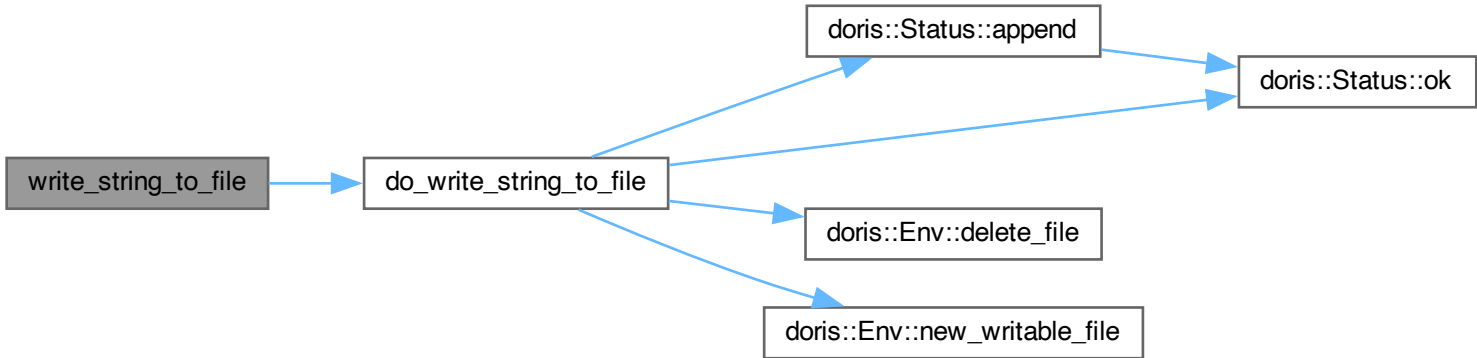 write_string_to_file
do_write_string_to_file
doris::Status::append
doris::Status::ok
doris::Env::delete_file
doris::Env::new_writable_file